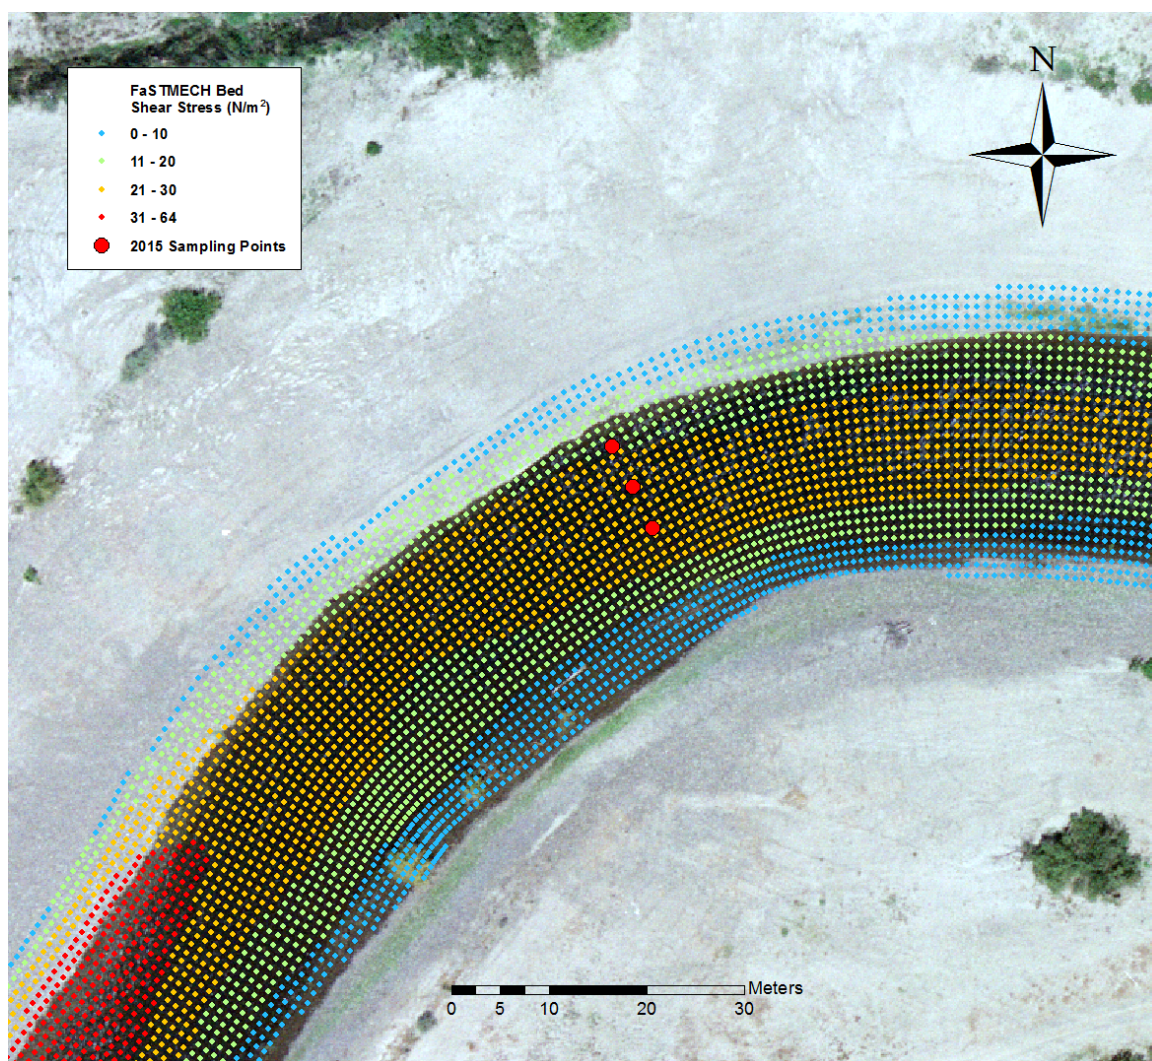 FaSTMECH Bed
Shear Stress (N/m²)
0 - 10
11 - 20
21 - 30
31 - 64
2015 Sampling Points
N
Meters
0 5 10 20 30